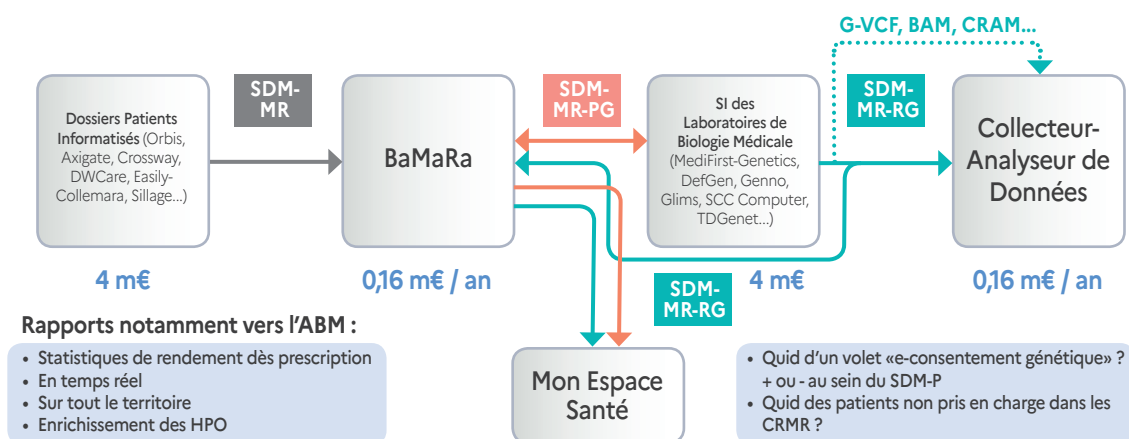 G-VCF, BAM, CRAM...
SDM-
MR
SDM-
MR-PG
SDM-
MR-RG
Dossiers Patients
Informatisés (Orbis,
Axigate, Crossway,
DWCare, Easily-
Collemara, Sillage...)
BaMaRa
SI des
Laboratoires de
Biologie Médicale
(MediFirst-Genetics,
DefGen, Genno,
Glims, SCC Computer,
TDGenet...)
Collecteur-
Analyseur de
Données
4 m€
0,16 m€ / an
SDM-
MR-RG
4 m€
0,16 m€ / an
Rapports notamment vers l'ABM :
• Statistiques de rendement dès prescription
• En temps réel
• Sur tout le territoire
• Enrichissement des HPO
Mon Espace
Santé
• Quid d'un volet «e-consentement génétique» ?
+ ou - au sein du SDM-P
• Quid des patients non pris en charge dans les
CRMR ?